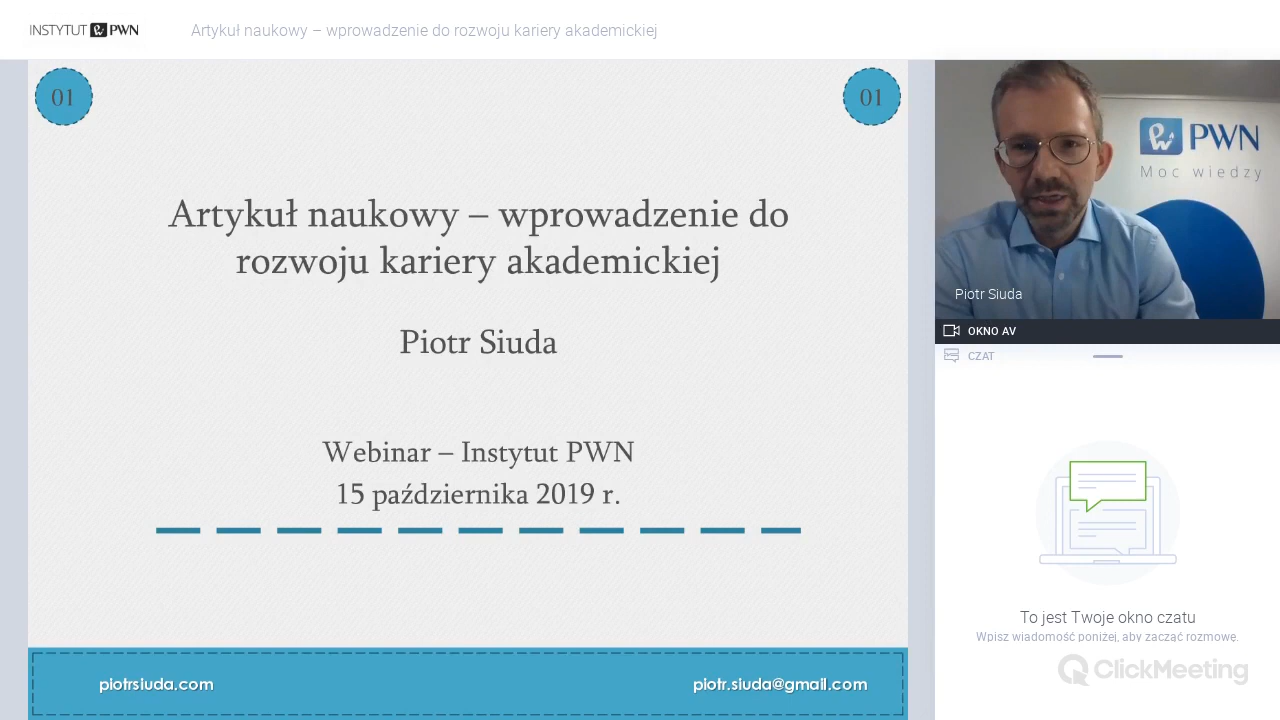 INSTYTUT PWN
Artykuł naukowy – wprowadzenie do rozwoju kariery akademickiej
01
01
Artykuł naukowy – wprowadzenie do
rozwoju kariery akademickiej
Piotr Siuda
Webinar – Instytut PWN
15 października 2019 r.
piotrsiuda.com
piotr.siuda@gmail.com
PWN
Moc wiedzy
Piotr Siuda
OKNO AV
CZAT
To jest Twoje okno czatu
Wpisz wiadomość poniżej, aby zacząć rozmowę.
ClickMeeting